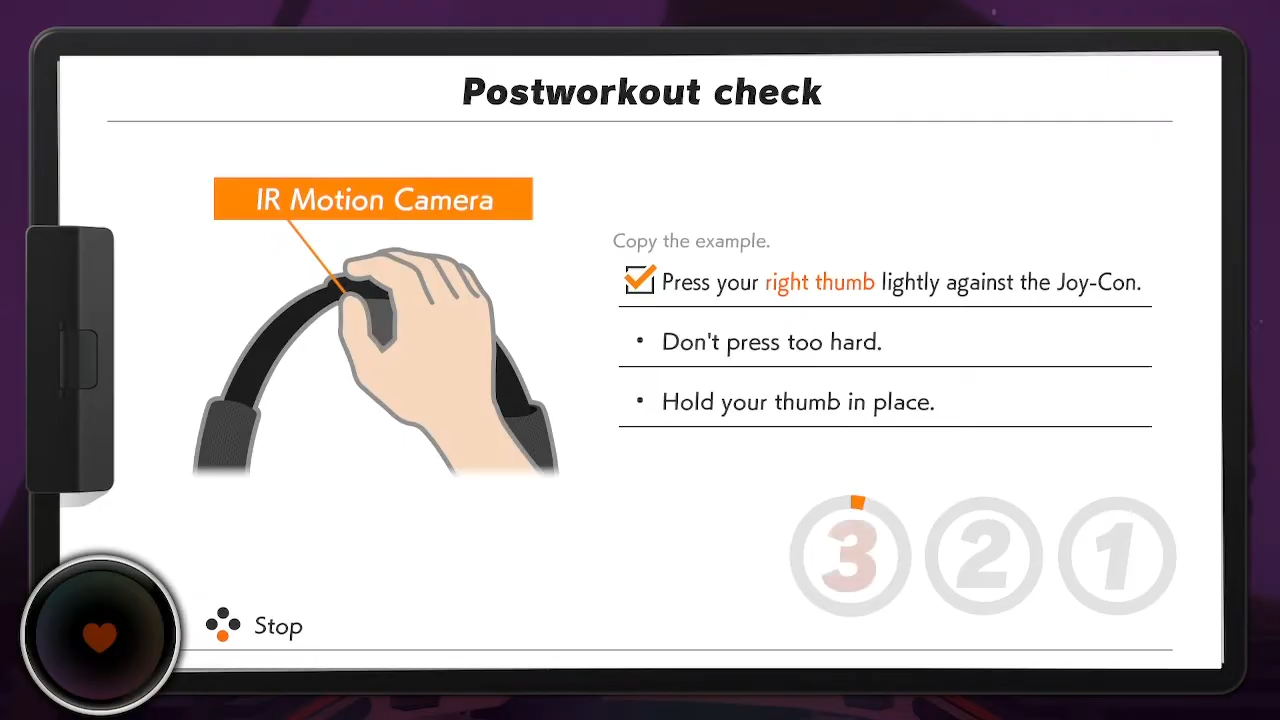 Postworkout check
IR Motion Camera
Copy the example.
Press your right thumb lightly against the Joy-Con.
• Don't press too hard.
• Hold your thumb in place.
3 2 1
Stop